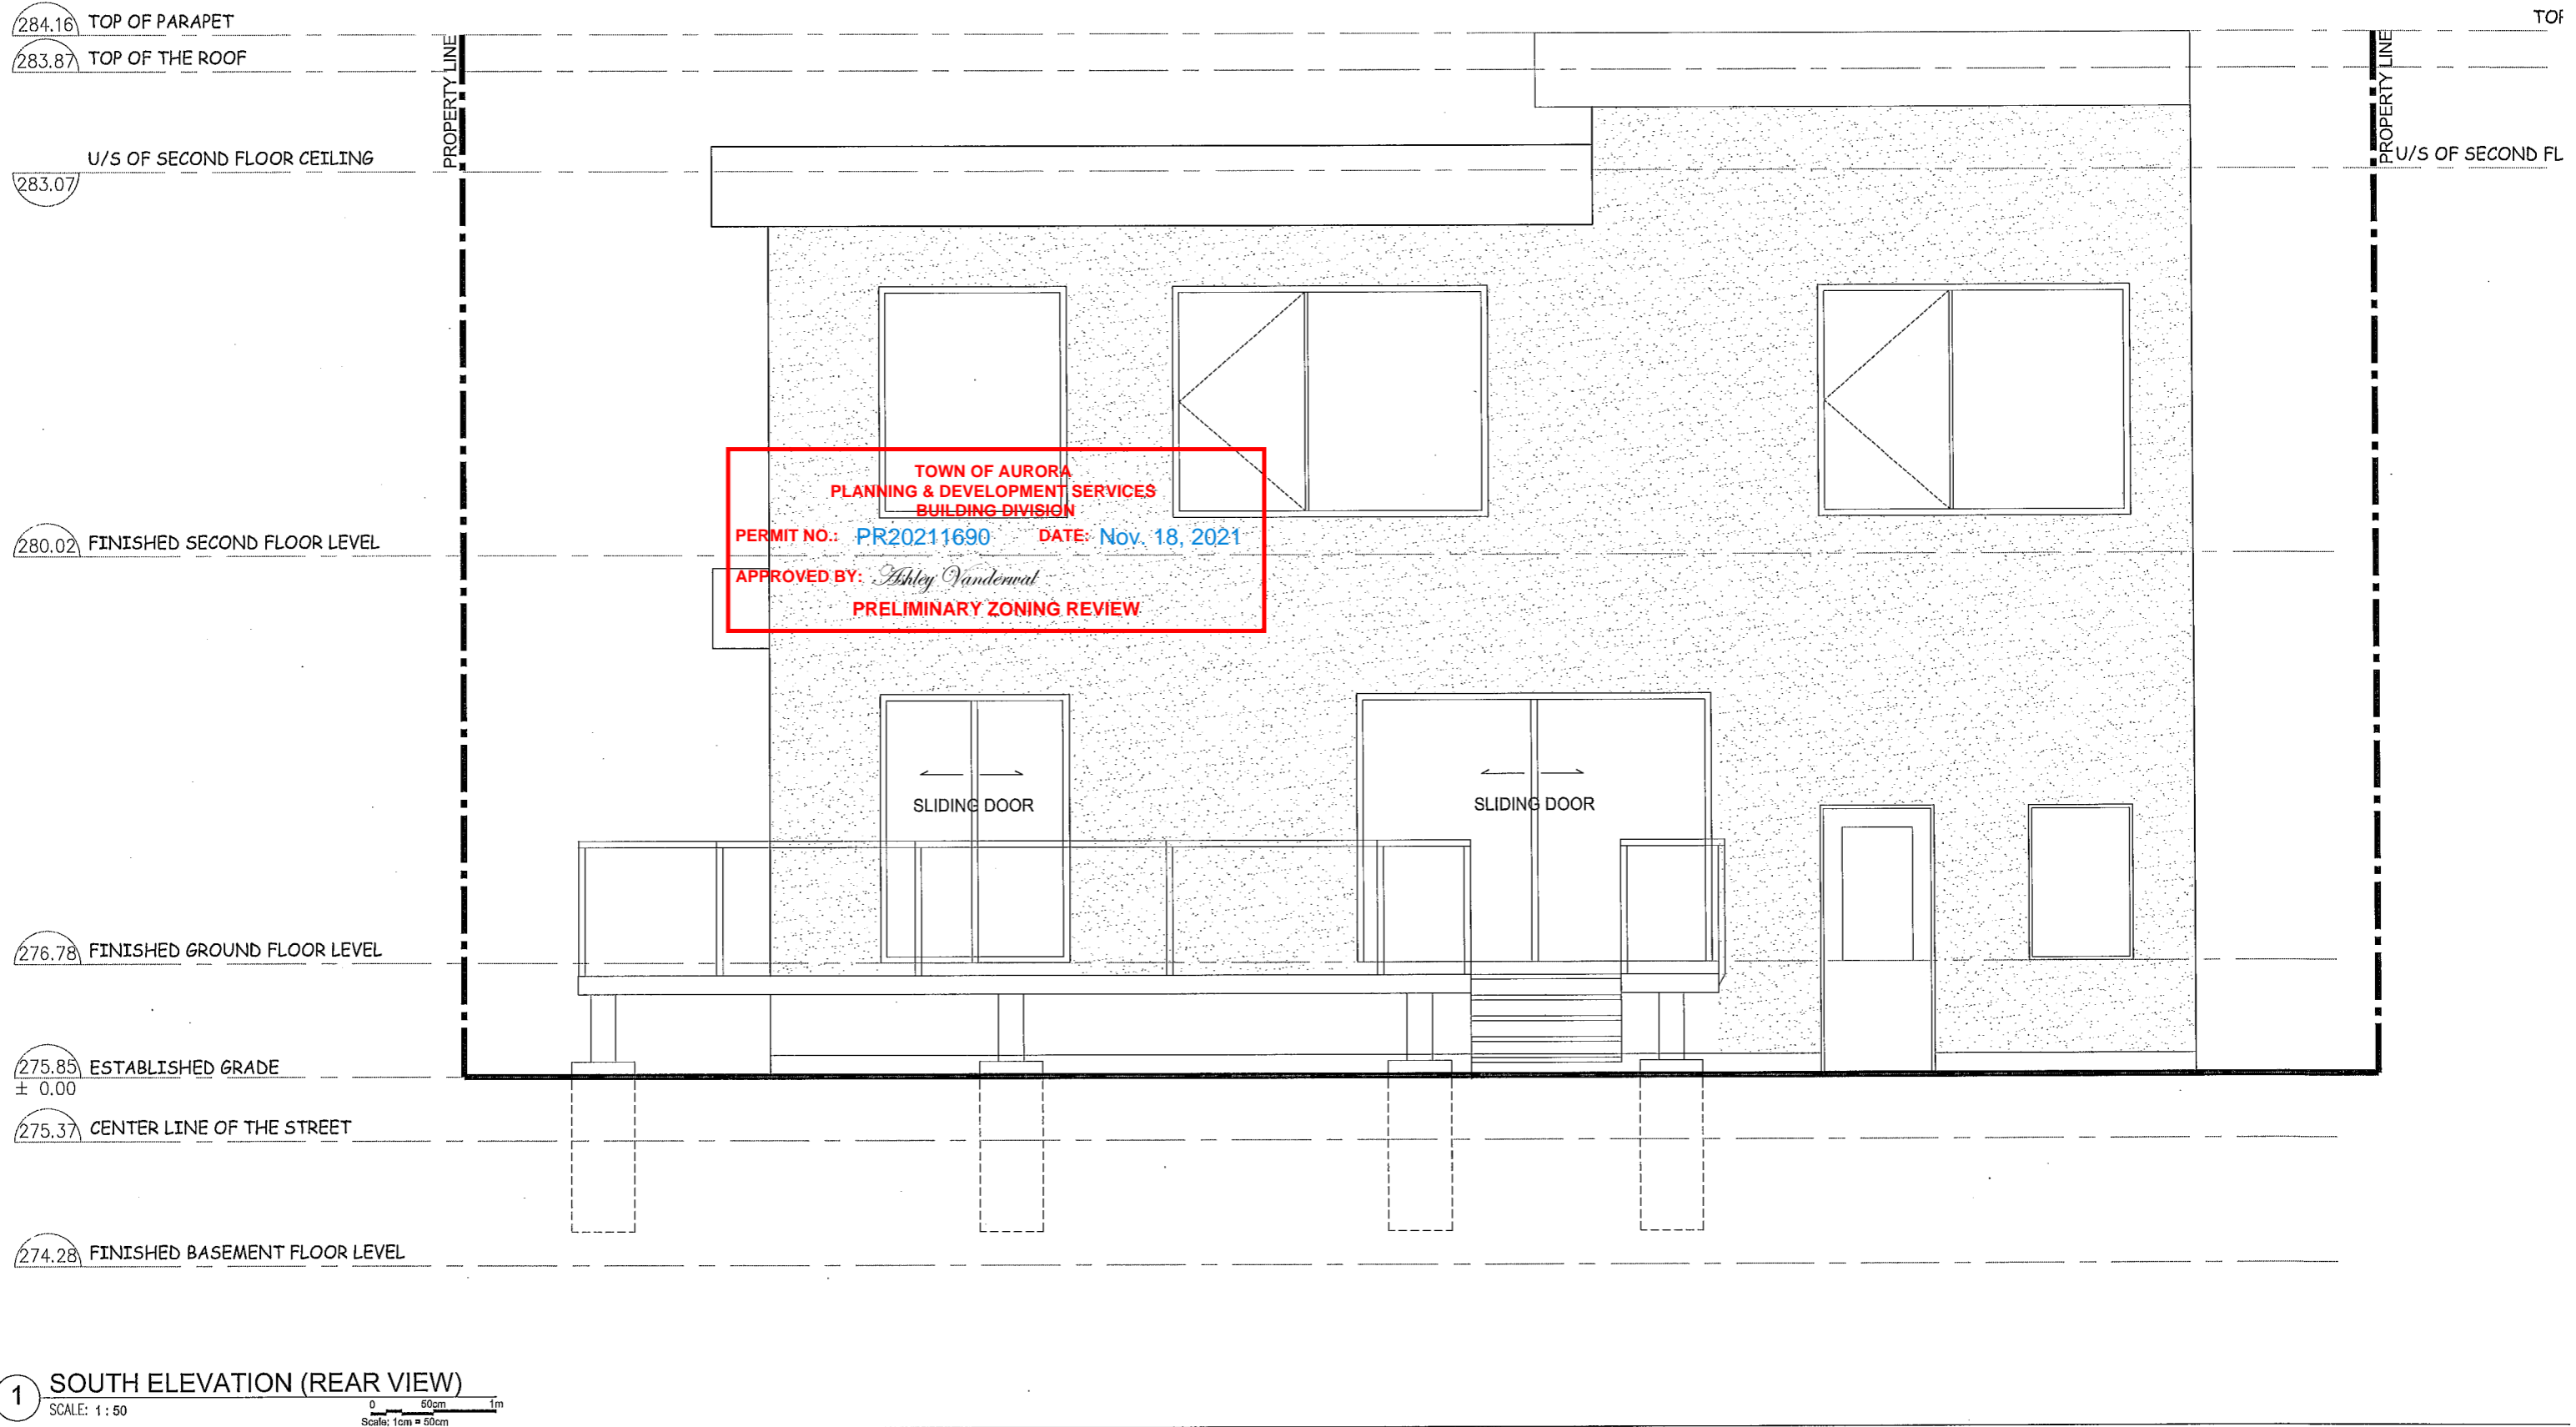 284.16 TOP OF PARAPET
283.87 TOP OF THE ROOF
PROPERTY LINE
U/S OF SECOND FLOOR CEILING
283.07
PROPERTY LINE
U/S OF SECOND FL
TOWN OF AURORA
PLANNING & DEVELOPMENT SERVICES
BUILDING DIVISION
PERMIT NO.: PR20211690 DATE: Nov. 18, 2021
APPROVED BY: Ashley Vanderwal
PRELIMINARY ZONING REVIEW
280.02 FINISHED SECOND FLOOR LEVEL
SLIDING DOOR
SLIDING DOOR
276.78 FINISHED GROUND FLOOR LEVEL
275.85 ESTABLISHED GRADE
± 0.00
275.37 CENTER LINE OF THE STREET
274.28 FINISHED BASEMENT FLOOR LEVEL
1 SOUTH ELEVATION (REAR VIEW)
SCALE: 1 : 50
0 50cm 1m
Scale: 1cm = 50cm